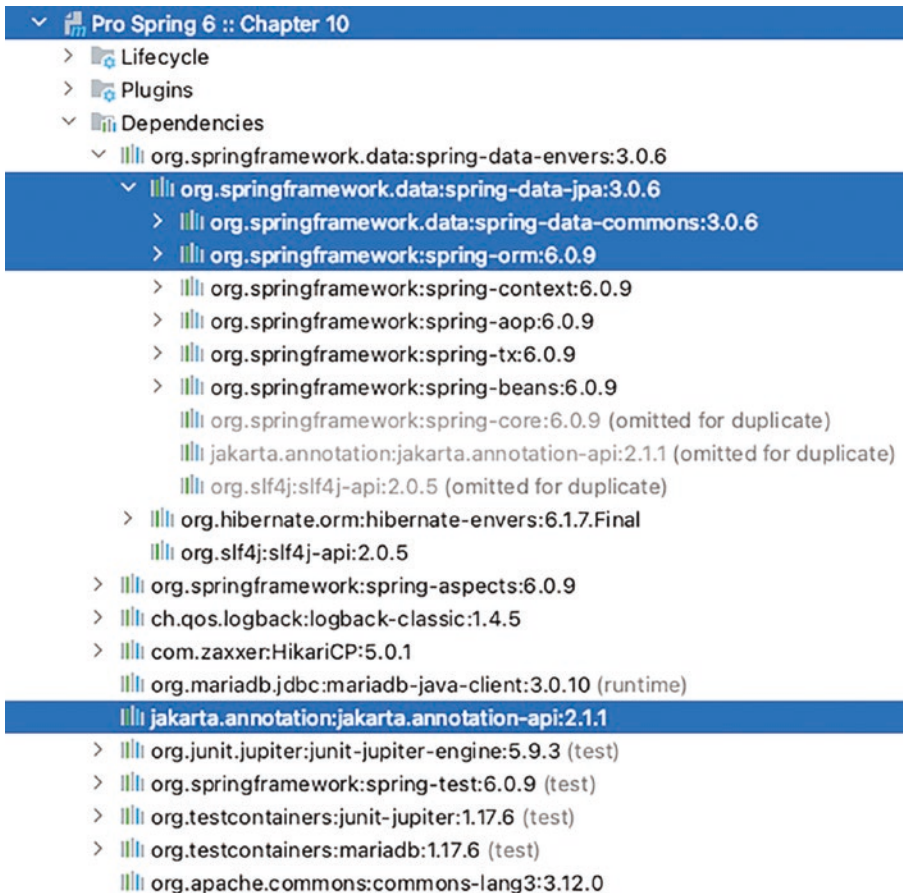 Pro Spring 6 :: Chapter 10
Lifecycle
Plugins
Dependencies
org.springframework.data:spring-data-envers:3.0.6
org.springframework.data:spring-data-jpa:3.0.6
org.springframework.data:spring-data-commons:3.0.6
org.springframework:spring-orm:6.0.9
org.springframework:spring-context:6.0.9
org.springframework:spring-aop:6.0.9
org.springframework:spring-tx:6.0.9
org.springframework:spring-beans:6.0.9
org.springframework:spring-core:6.0.9 (omitted for duplicate)
jakarta.annotation:jakarta.annotation-api:2.1.1 (omitted for duplicate)
org.slf4j:slf4j-api:2.0.5 (omitted for duplicate)
org.hibernate.orm:hibernate-envers:6.1.7.Final
org.slf4j:slf4j-api:2.0.5
org.springframework:spring-aspects:6.0.9
ch.qos.logback:logback-classic:1.4.5
com.zaxxer:HikariCP:5.0.1
org.mariadb.jdbc:mariadb-java-client:3.0.10 (runtime)
jakarta.annotation:jakarta.annotation-api:2.1.1
org.junit.jupiter:junit-jupiter-engine:5.9.3 (test)
org.springframework:spring-test:6.0.9 (test)
org.testcontainers:junit-jupiter:1.17.6 (test)
org.testcontainers:mariadb:1.17.6 (test)
org.apache.commons:commons-lang3:3.12.0